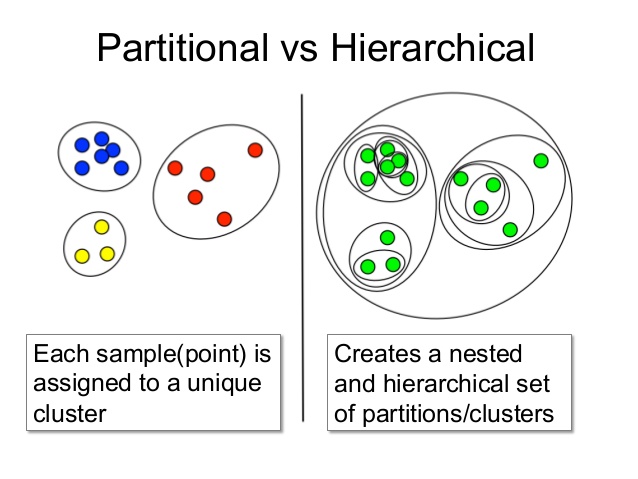 Partitional vs Hierarchical
Each sample(point) is
assigned to a unique
cluster
Creates a nested
and hierarchical set
of partitions/clusters